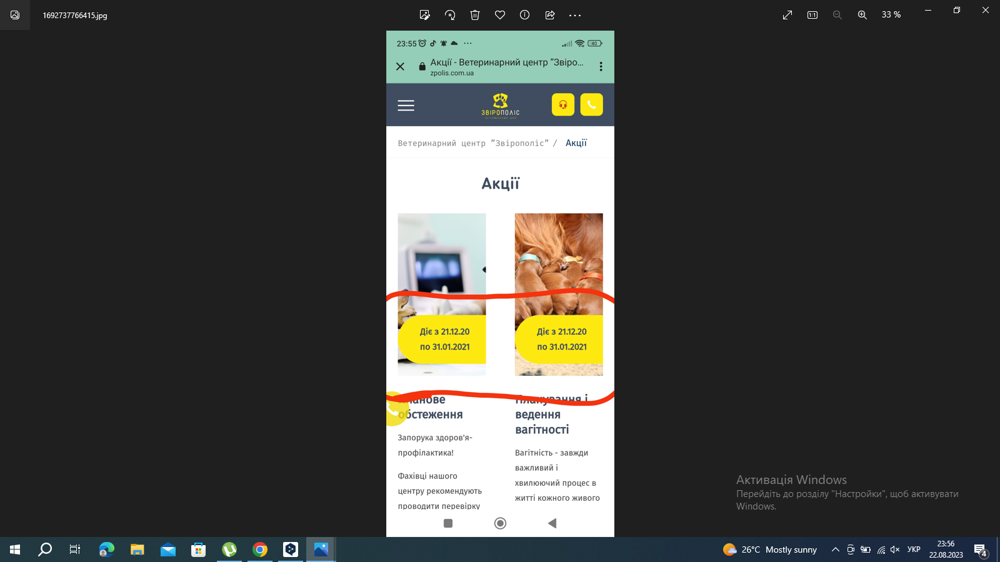 1692737766415.jpg
33 %
23:55
40
Акції - Ветеринарний центр "Звіро...
zpolis.com.ua
ЗВІРОПОЛІС
Ветеринарний центр ”Звірополіс” / Акції
Акції
Діє з 21.12.20
по 31.01.2021
Діє з 21.12.20
по 31.01.2021
Планове
обстеження
Запорука здоров'я-
профілактика!
Фахівці нашого
центру рекомендують
проводити перевірку
Планування і
ведення
вагітності
Вагітність - завжди
важливий і
хвилюючий процес в
житті кожного живого
Активація Windows
Перейдіть до розділу "Настройки", щоб активувати
Windows.
26°C Mostly sunny
УКР
23:56
22.08.2023
4